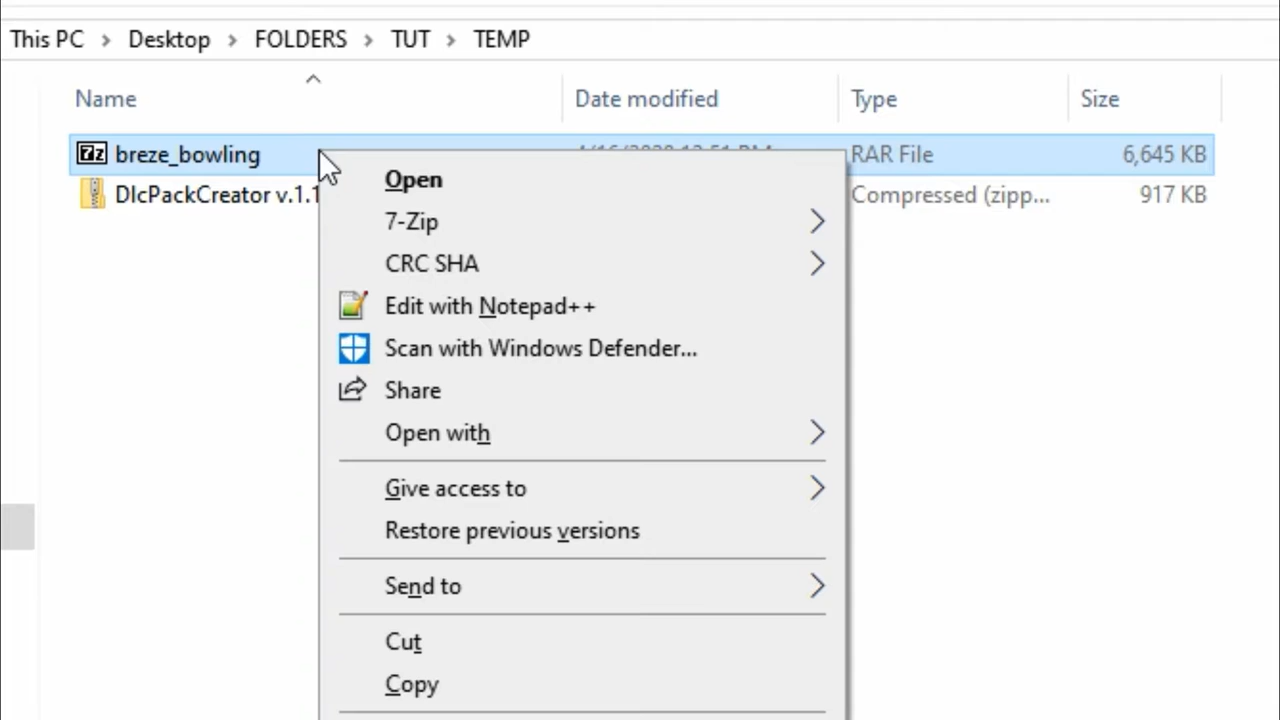 This PC > Desktop > FOLDERS > TUT > TEMP
Name Date modified Type Size
7z breze_bowling RAR File 6,645 KB
DlcPackCreator v.1.1 Compressed (zipp... 917 KB
Open
7-Zip
CRC SHA
Edit with Notepad++
Scan with Windows Defender...
Share
Open with
Give access to
Restore previous versions
Send to
Cut
Copy